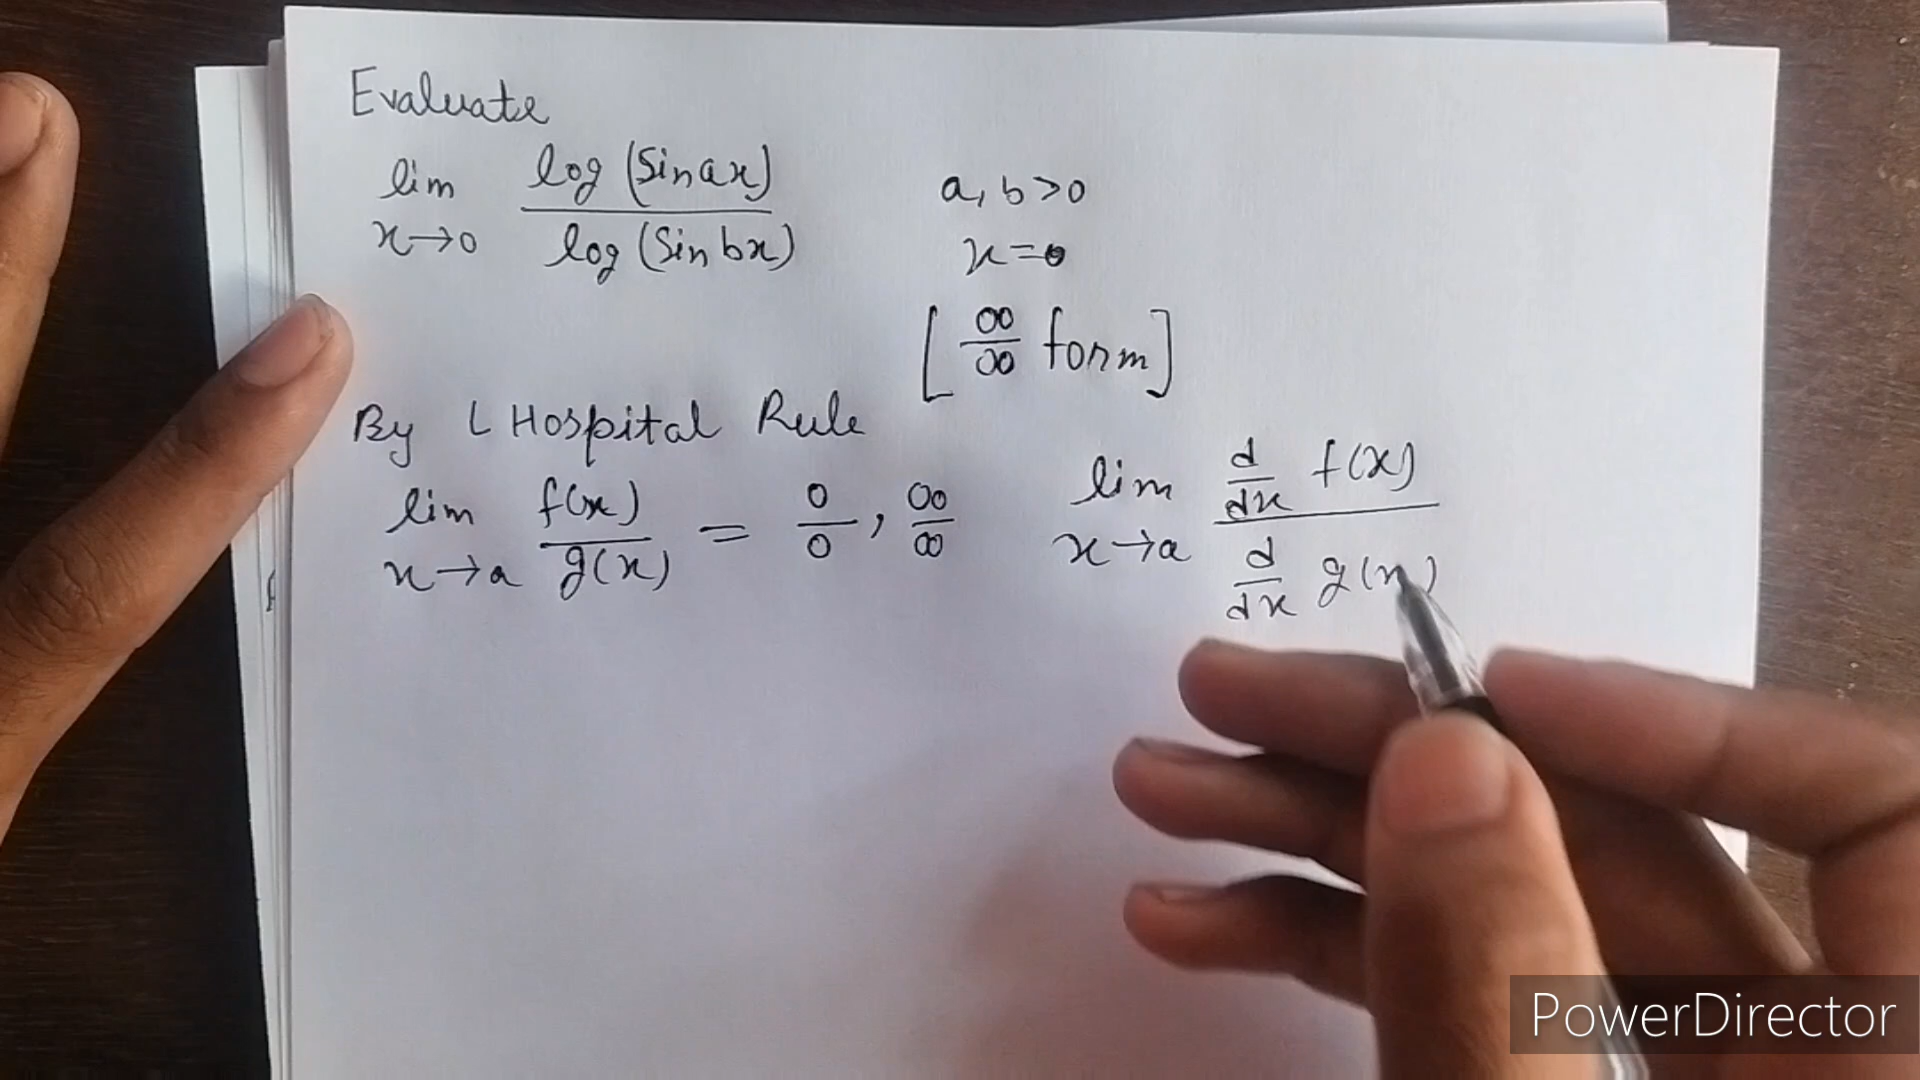 Evaluate
lim log (Sin ax)
x→0 log (Sin bx)
a, b > 0
x = 0
[ ∞/∞ form ]
By L Hospital Rule
lim f(x)
x→a g(x) = 0/0 , ∞/∞
lim d/dx f(x)
x→a d/dx g(x)
PowerDirector